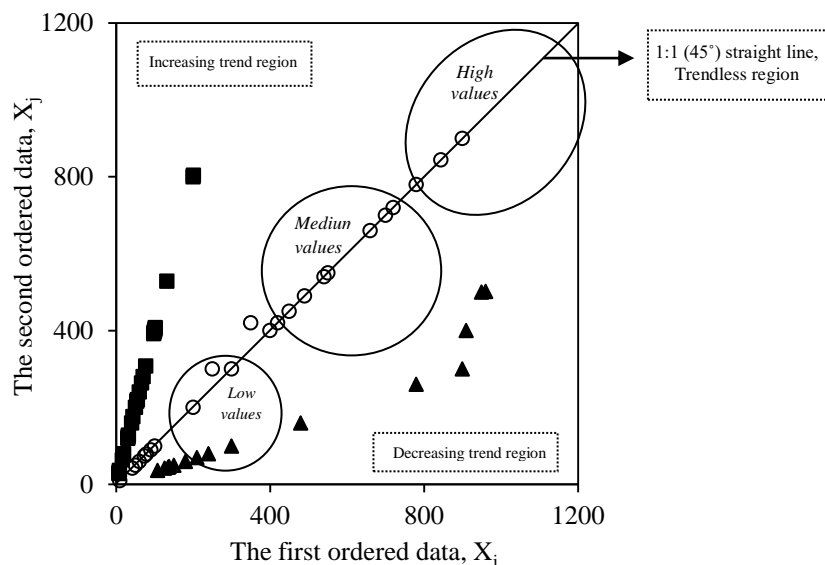 1200
800
400
0
The second ordered data, Xj
Increasing trend region
High
values
1:1 (45˚) straight line,
Trendless region
Mediun
values
Low
values
Decreasing trend region
0
400
800
1200
The first ordered data, Xi